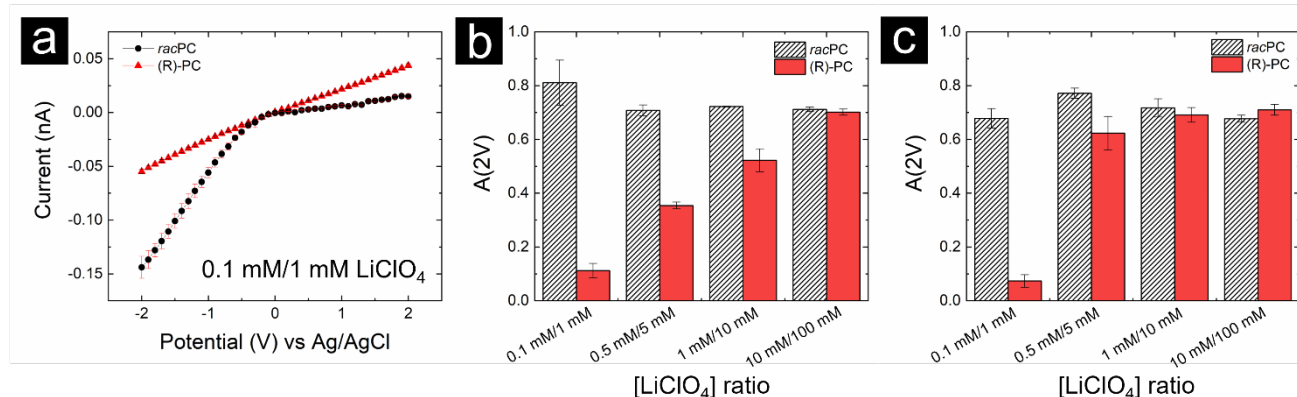 a
racPC
(R)-PC
0.05
0.00
-0.05
-0.10
-0.15
Current (nA)
0.1 mM/1 mM LiClO₄
-2
-1
0
1
2
Potential (V) vs Ag/AgCl
b
racPC
(R)-PC
1.0
0.8
0.6
0.4
0.2
0.0
A(2V)
0.1 mM/1 mM
0.5 mM/5 mM
1 mM/10 mM
10 mM/100 mM
[LiClO₄] ratio
c
racPC
(R)-PC
1.0
0.8
0.6
0.4
0.2
0.0
A(2V)
0.1 mM/1 mM
0.5 mM/5 mM
1 mM/10 mM
10 mM/100 mM
[LiClO₄] ratio